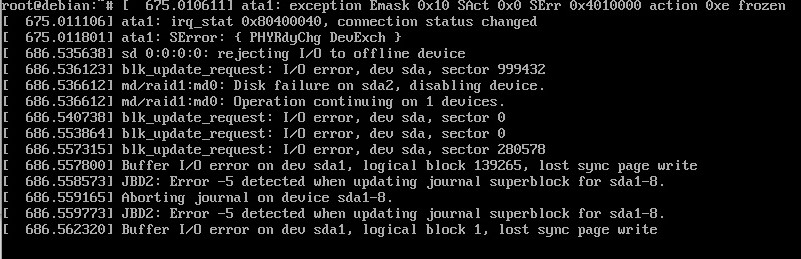 root@debian:~# [  675.010611] ata1: exception Emask 0x10 SAct 0x0 SErr 0x4010000 action 0xe frozen
[  675.011106] ata1: irq_stat 0x80400040, connection status changed
[  675.011801] ata1: SError: { PHYRdyChg DevExch }
[  686.535638] sd 0:0:0:0: rejecting I/O to offline device
[  686.536123] blk_update_request: I/O error, dev sda, sector 999432
[  686.536612] md/raid1:md0: Disk failure on sda2, disabling device.
[  686.536612] md/raid1:md0: Operation continuing on 1 devices.
[  686.540738] blk_update_request: I/O error, dev sda, sector 0
[  686.553864] blk_update_request: I/O error, dev sda, sector 0
[  686.557315] blk_update_request: I/O error, dev sda, sector 280578
[  686.557800] Buffer I/O error on dev sda1, logical block 139265, lost sync page write
[  686.558573] JBD2: Error -5 detected when updating journal superblock for sda1-8.
[  686.559165] Aborting journal on device sda1-8.
[  686.559773] JBD2: Error -5 detected when updating journal superblock for sda1-8.
[  686.562320] Buffer I/O error on dev sda1, logical block 1, lost sync page write